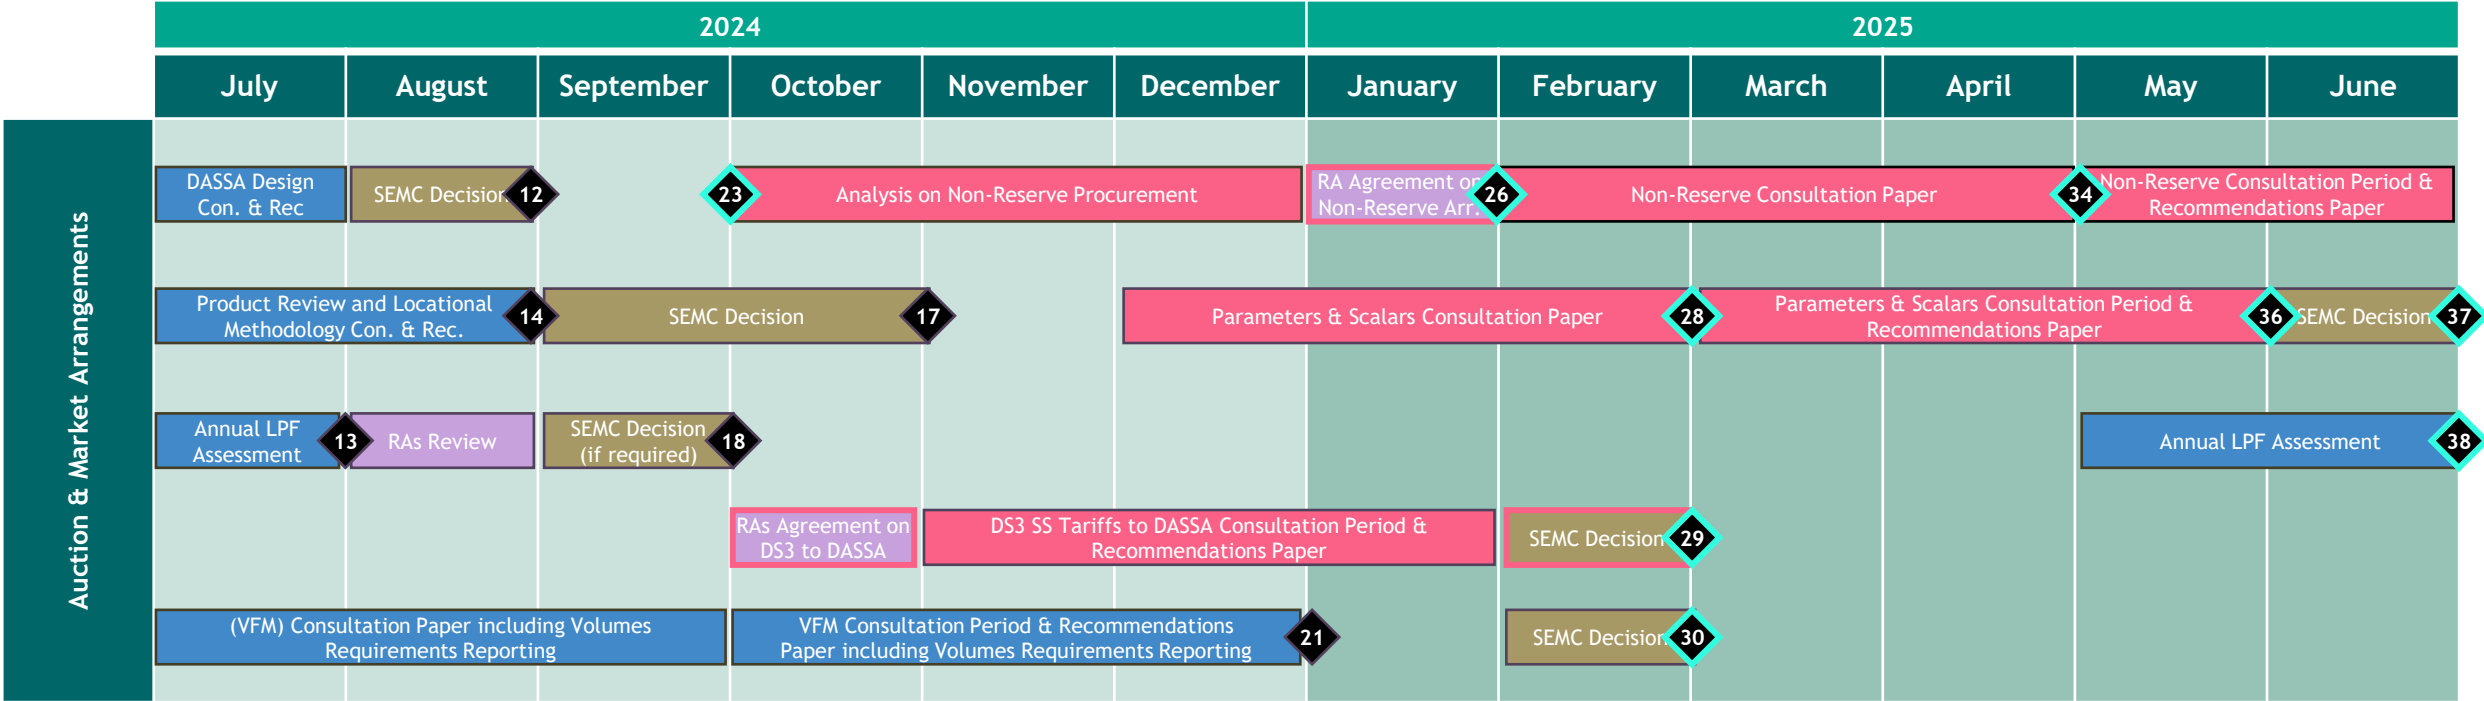 2024
2025
July
August
September
October
November
December
January
February
March
April
May
June
Auction & Market Arrangements
DASSA Design
Con. & Rec
SEMC Decision
12
23
Analysis on Non-Reserve Procurement
RA Agreement on
Non-Reserve Arr.
26
Non-Reserve Consultation Paper
34
Non-Reserve Consultation Period &
Recommendations Paper
Product Review and Locational
Methodology Con. & Rec.
14
SEMC Decision
17
Parameters & Scalars Consultation Paper
28
Parameters & Scalars Consultation Period &
Recommendations Paper
36
SEMC Decision
37
Annual LPF
Assessment
13
RAs Review
SEMC Decision
(if required)
18
Annual LPF Assessment
38
RAs Agreement on
DS3 to DASSA
DS3 SS Tariffs to DASSA Consultation Period &
Recommendations Paper
SEMC Decision
29
(VFM) Consultation Paper including Volumes
Requirements Reporting
VFM Consultation Period & Recommendations
Paper including Volumes Requirements Reporting
21
SEMC Decision
30